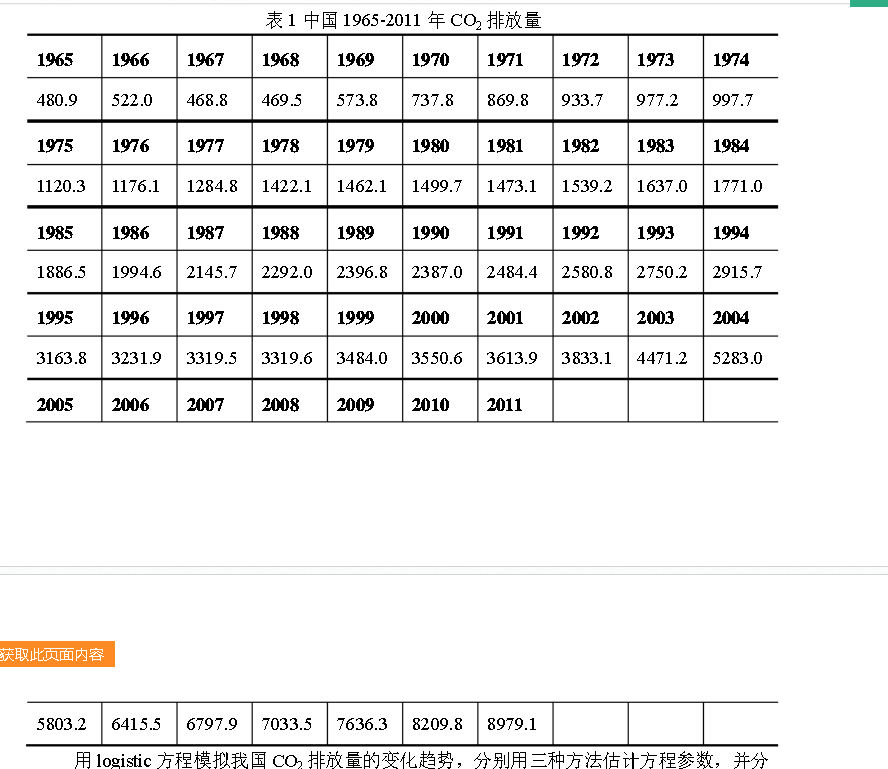 表 1 中国 1965-2011 年 CO₂ 排放量
1965 1966 1967 1968 1969 1970 1971 1972 1973 1974
480.9 522.0 468.8 469.5 573.8 737.8 869.8 933.7 977.2 997.7
1975 1976 1977 1978 1979 1980 1981 1982 1983 1984
1120.3 1176.1 1284.8 1422.1 1462.1 1499.7 1473.1 1539.2 1637.0 1771.0
1985 1986 1987 1988 1989 1990 1991 1992 1993 1994
1886.5 1994.6 2145.7 2292.0 2396.8 2387.0 2484.4 2580.8 2750.2 2915.7
1995 1996 1997 1998 1999 2000 2001 2002 2003 2004
3163.8 3231.9 3319.5 3319.6 3484.0 3550.6 3613.9 3833.1 4471.2 5283.0
2005 2006 2007 2008 2009 2010 2011
获取此页面内容
5803.2 6415.5 6797.9 7033.5 7636.3 8209.8 8979.1
用 logistic 方程模拟我国 CO₂ 排放量的变化趋势，分别用三种方法估计方程参数，并分